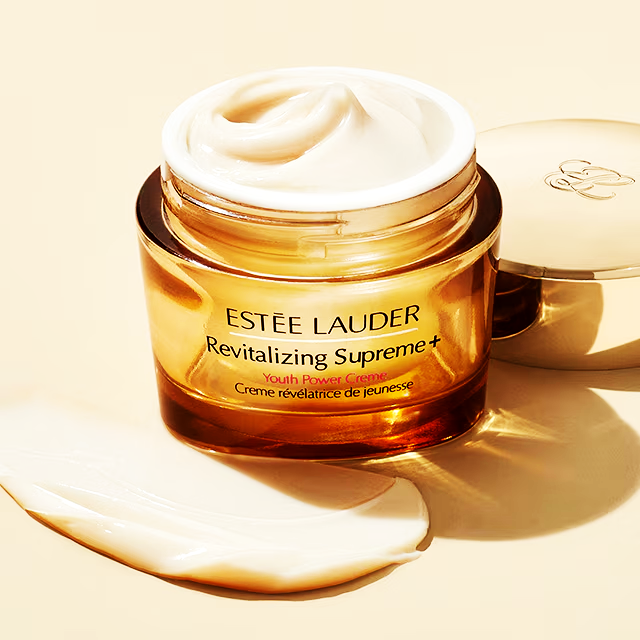 ESTĒE LAUDER
Revitalizing Supreme+
Youth Power Creme
Creme révélatrice de jeunesse